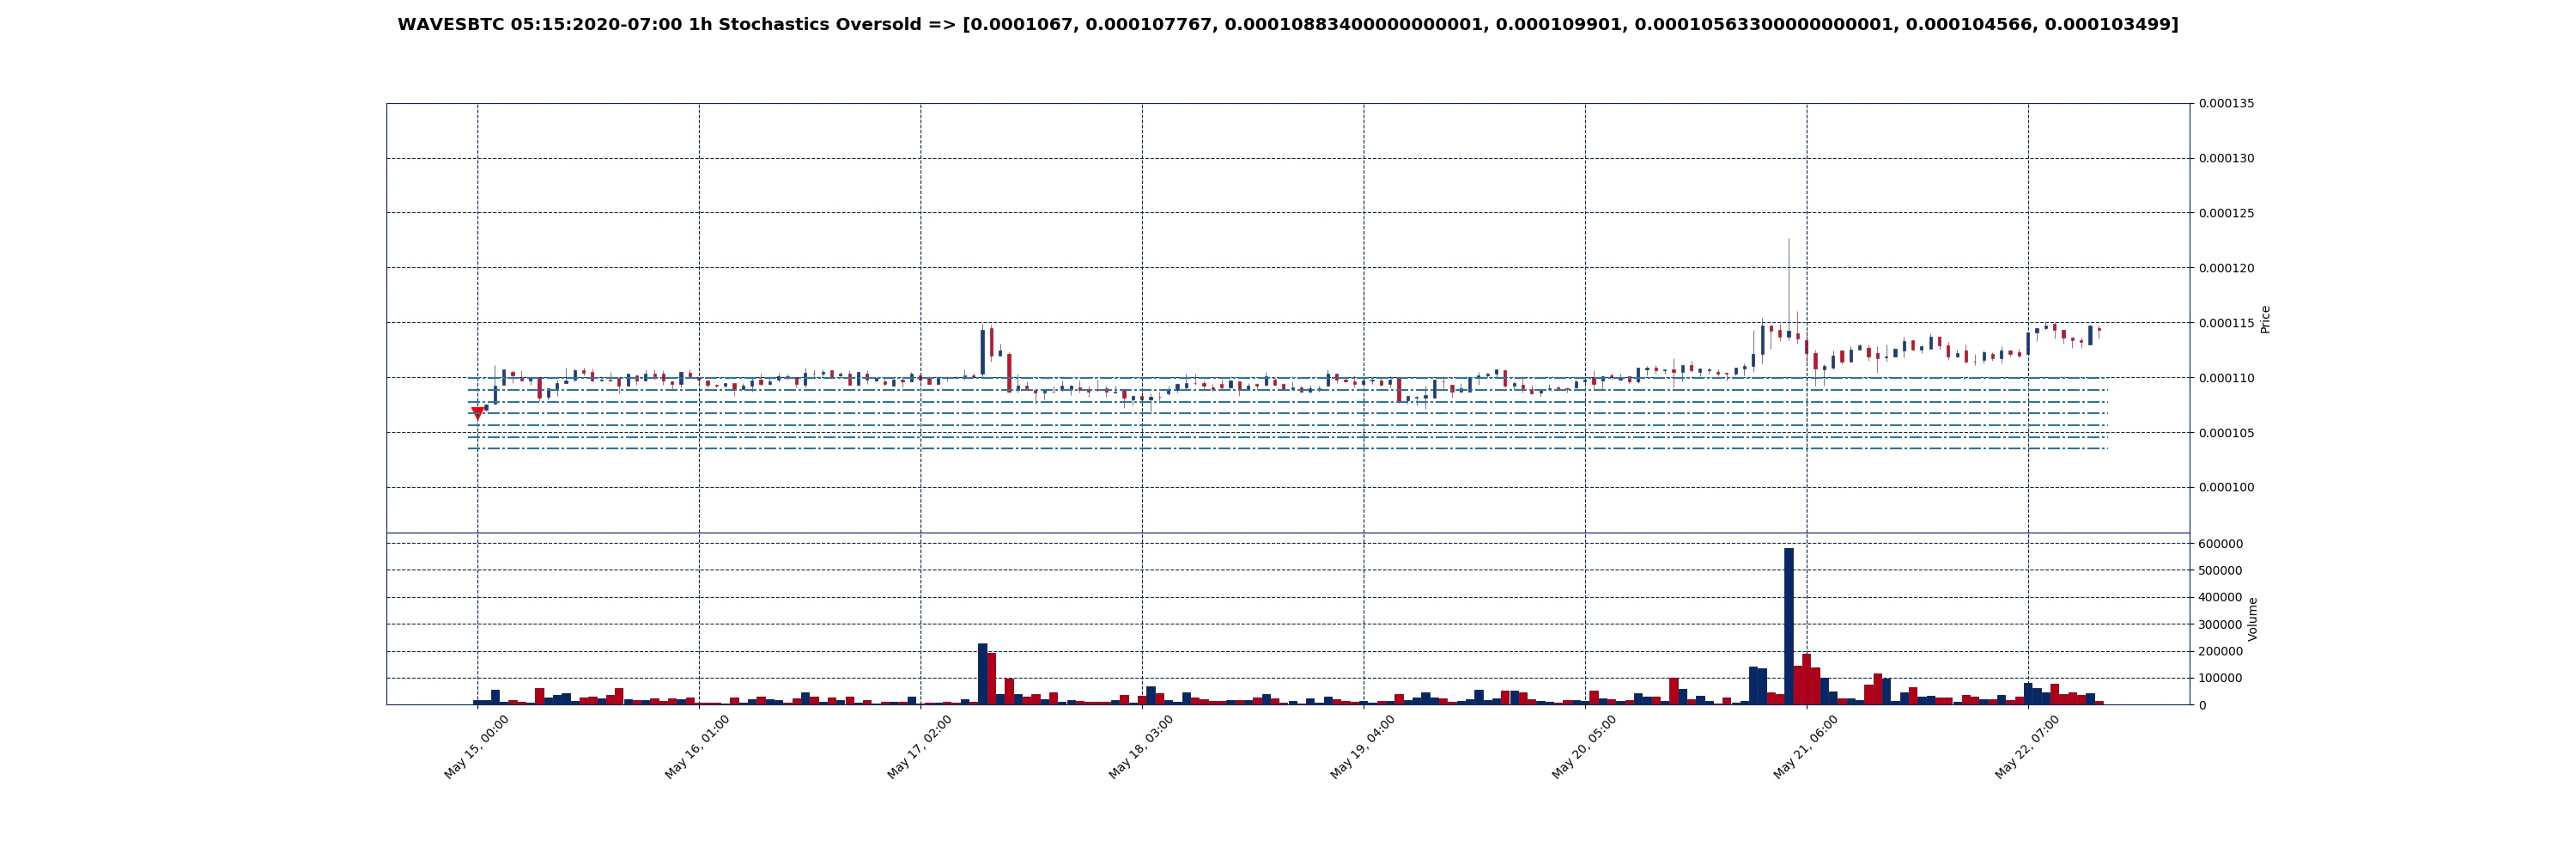 WAVESBTC 05:15:2020-07:00 1h Stochastics Oversold => [0.0001067, 0.000107767, 0.00010883400000000001, 0.000109901, 0.00010563300000000001, 0.000104566, 0.000103499]
0.000135
0.000130
0.000125
0.000120
0.000115
0.000110
0.000105
0.000100
Price
600000
500000
400000
300000
200000
100000
0
Volume
May 15, 00:00
May 16, 01:00
May 17, 02:00
May 18, 03:00
May 19, 04:00
May 20, 05:00
May 21, 06:00
May 22, 07:00